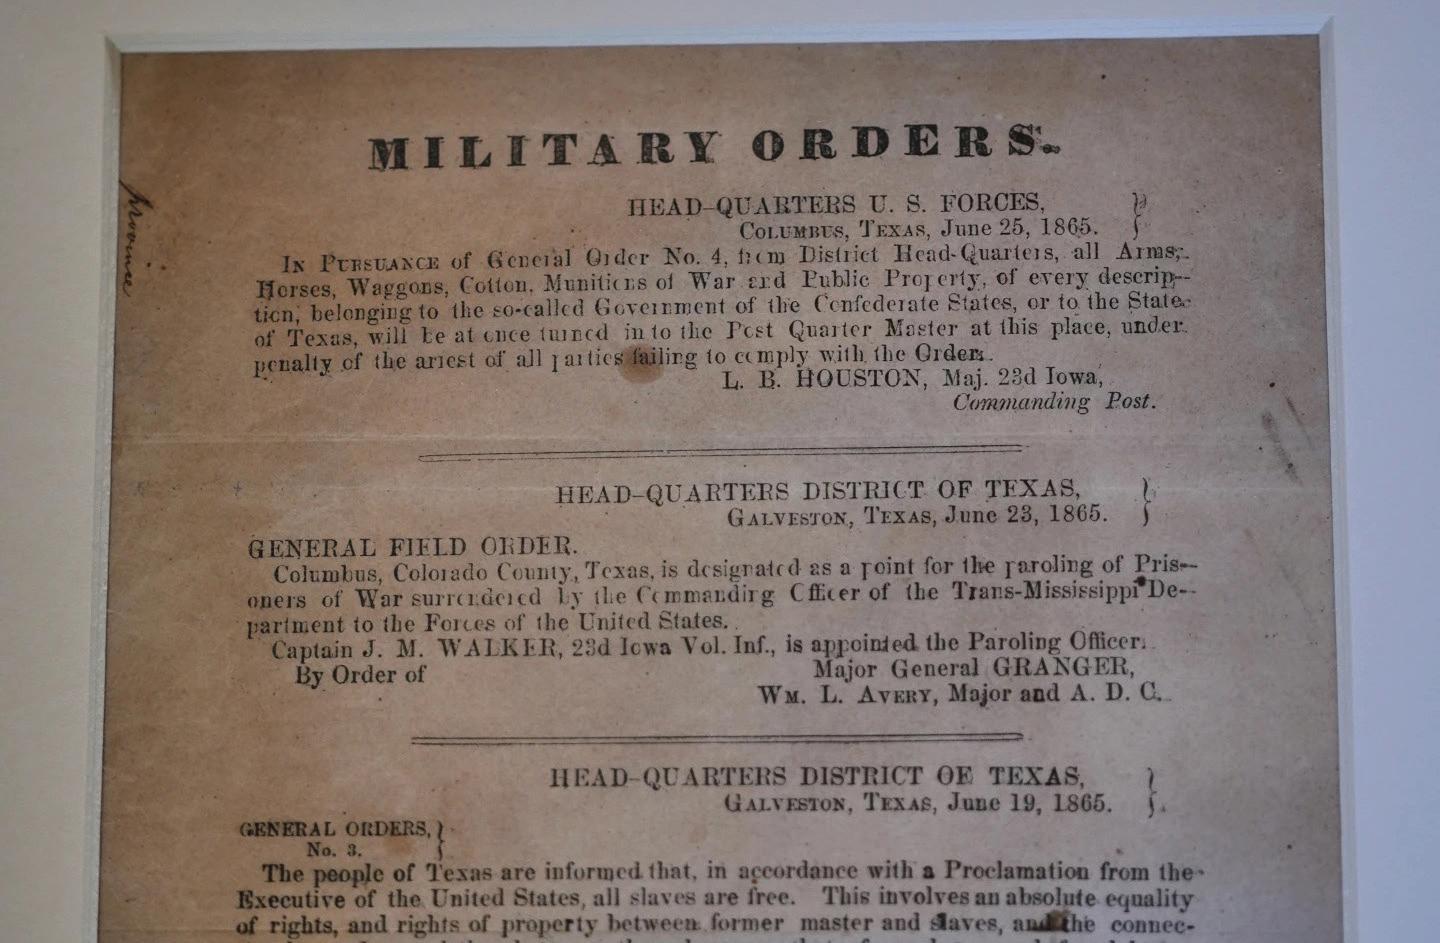 MILITARY ORDERS.
HEAD-QUARTERS U. S. FORCES,
COLUMBUS, TEXAS, June 25, 1865.
IN PURSUANCE of General Order No. 4, from District Head-Quarters, all Arms,
Horses, Waggons, Cotton, Munitions of War and Public Property, of every descrip-
tion, belonging to the so-called Government of the Confederate States, or to the State
of Texas, will be at once turned in to the Post Quarter Master at this place, under
penalty of the arrest of all parties failing to comply with the Order.
L. B. HOUSTON, Maj. 23d Iowa,
Commanding Post.
HEAD-QUARTERS DISTRICT OF TEXAS,
GALVESTON, TEXAS, June 23, 1865.
GENERAL FIELD ORDER.
Columbus, Colorado County, Texas, is designated as a point for the paroling of Pris-
oners of War surrendered by the Commanding Officer of the Trans-Mississippi De-
partment to the Forces of the United States.
Captain J. M. WALKER, 23d Iowa Vol. Inf., is appointed the Paroling Officer.
By Order of Major General GRANGER,
WM. L. AVERY, Major and A. D. C.
HEAD-QUARTERS DISTRICT OF TEXAS,
GALVESTON, TEXAS, June 19, 1865.
GENERAL ORDERS,
No. 3.
The people of Texas are informed that, in accordance with a Proclamation from the
Executive of the United States, all slaves are free. This involves an absolute equality
of rights, and rights of property between former master and slaves, and the connec-